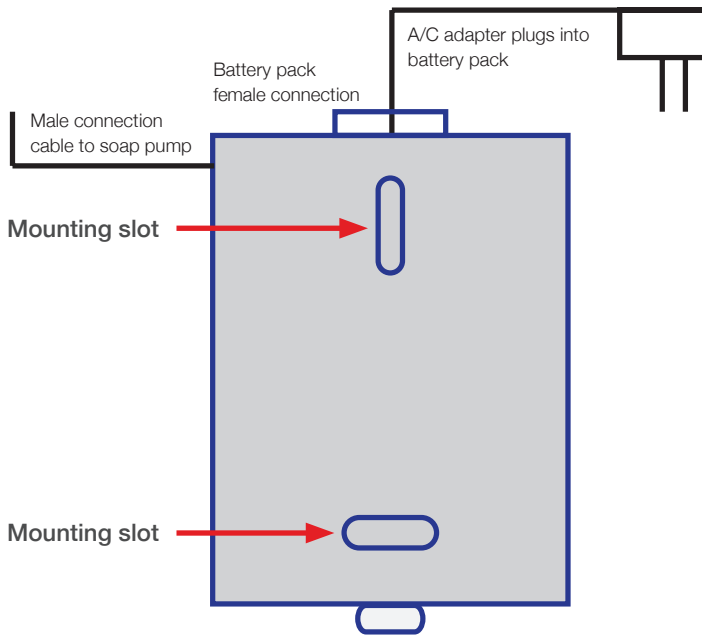 A/C adapter plugs into
battery pack
Battery pack
female connection
Male connection
cable to soap pump
Mounting slot
Mounting slot